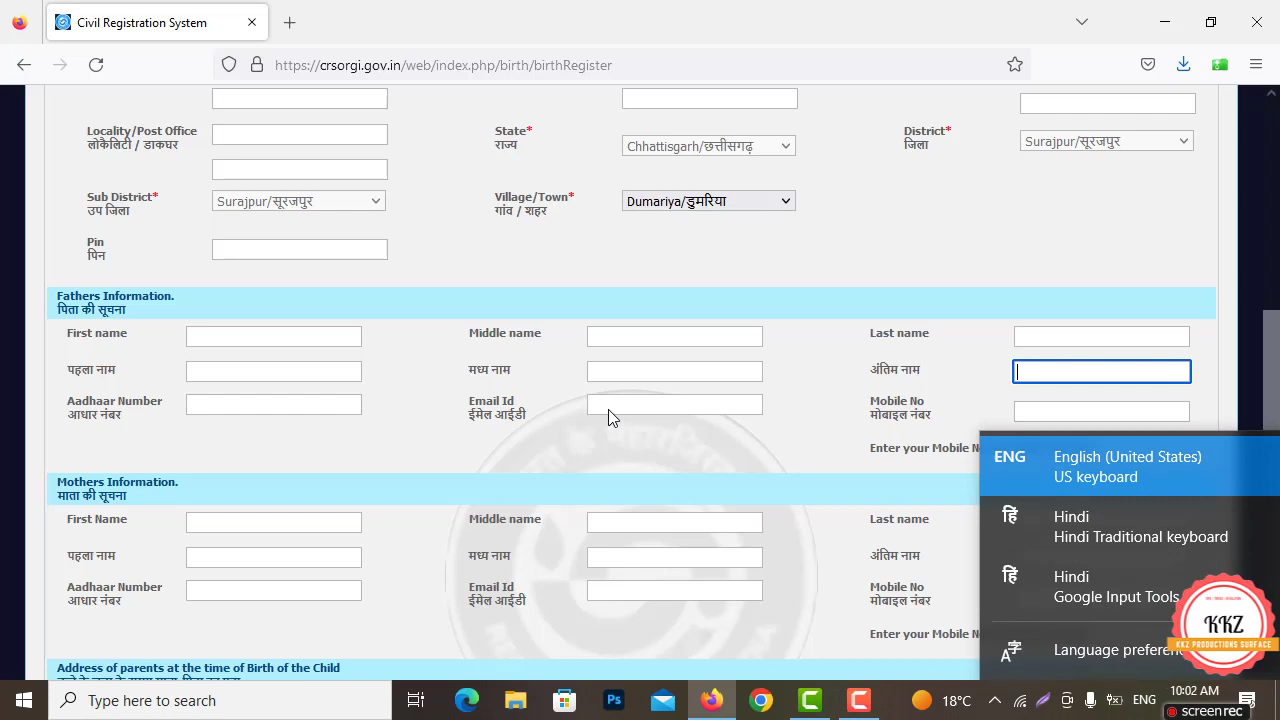 Civil Registration System
https://crsorgi.gov.in/web/index.php/birth/birthRegister
Locality/Post Office
लोकैलिटी / डाकघर
State*
राज्य
Chhattisgarh/छत्तीसगढ़
District*
जिला
Surajpur/सूरजपुर
Sub District*
उप जिला
Surajpur/सूरजपुर
Village/Town*
गांव / शहर
Dumariya/डुमरिया
Pin
पिन
Fathers Information.
पिता की सूचना
First name
Middle name
Last name
पहला नाम
मध्य नाम
अंतिम नाम
Aadhaar Number
आधार नंबर
Email Id
ईमेल आईडी
Mobile No
मोबाइल नंबर
Enter your Mobile
Mothers Information.
माता की सूचना
First Name
Middle name
Last name
पहला नाम
मध्य नाम
अंतिम नाम
Aadhaar Number
आधार नंबर
Email Id
ईमेल आईडी
Mobile No
मोबाइल नंबर
Enter your Mobile
Address of parents at the time of Birth of the Child
ENG
English (United States)
US keyboard
हिं
Hindi
Hindi Traditional keyboard
हिं
Hindi
Google Input Tools
Language
KKZ
KKZ PRODUCTIONS SURFACE
Type here to search
Ps
18°C
ENG
10:02 AM
screenrec